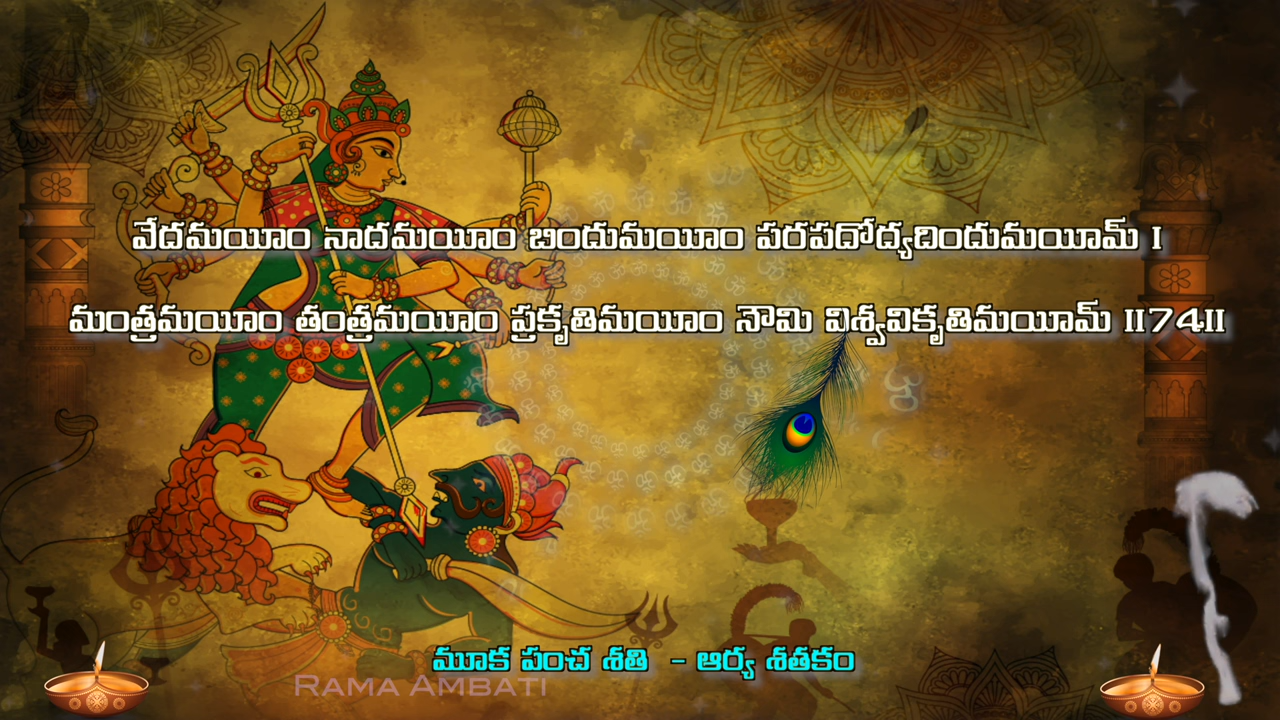 వేదమయీం నాదమయీం బిందుమయీం పరపదోద్యదిందుమయీమ్ I
మంత్రమయీం తంత్రమయీం ప్రకృతిమయీం నౌమి విశ్వవికృతిమయీమ్ II74II
మూక పంచ శతి - ఆర్య శతకం
RAMA AMBATI